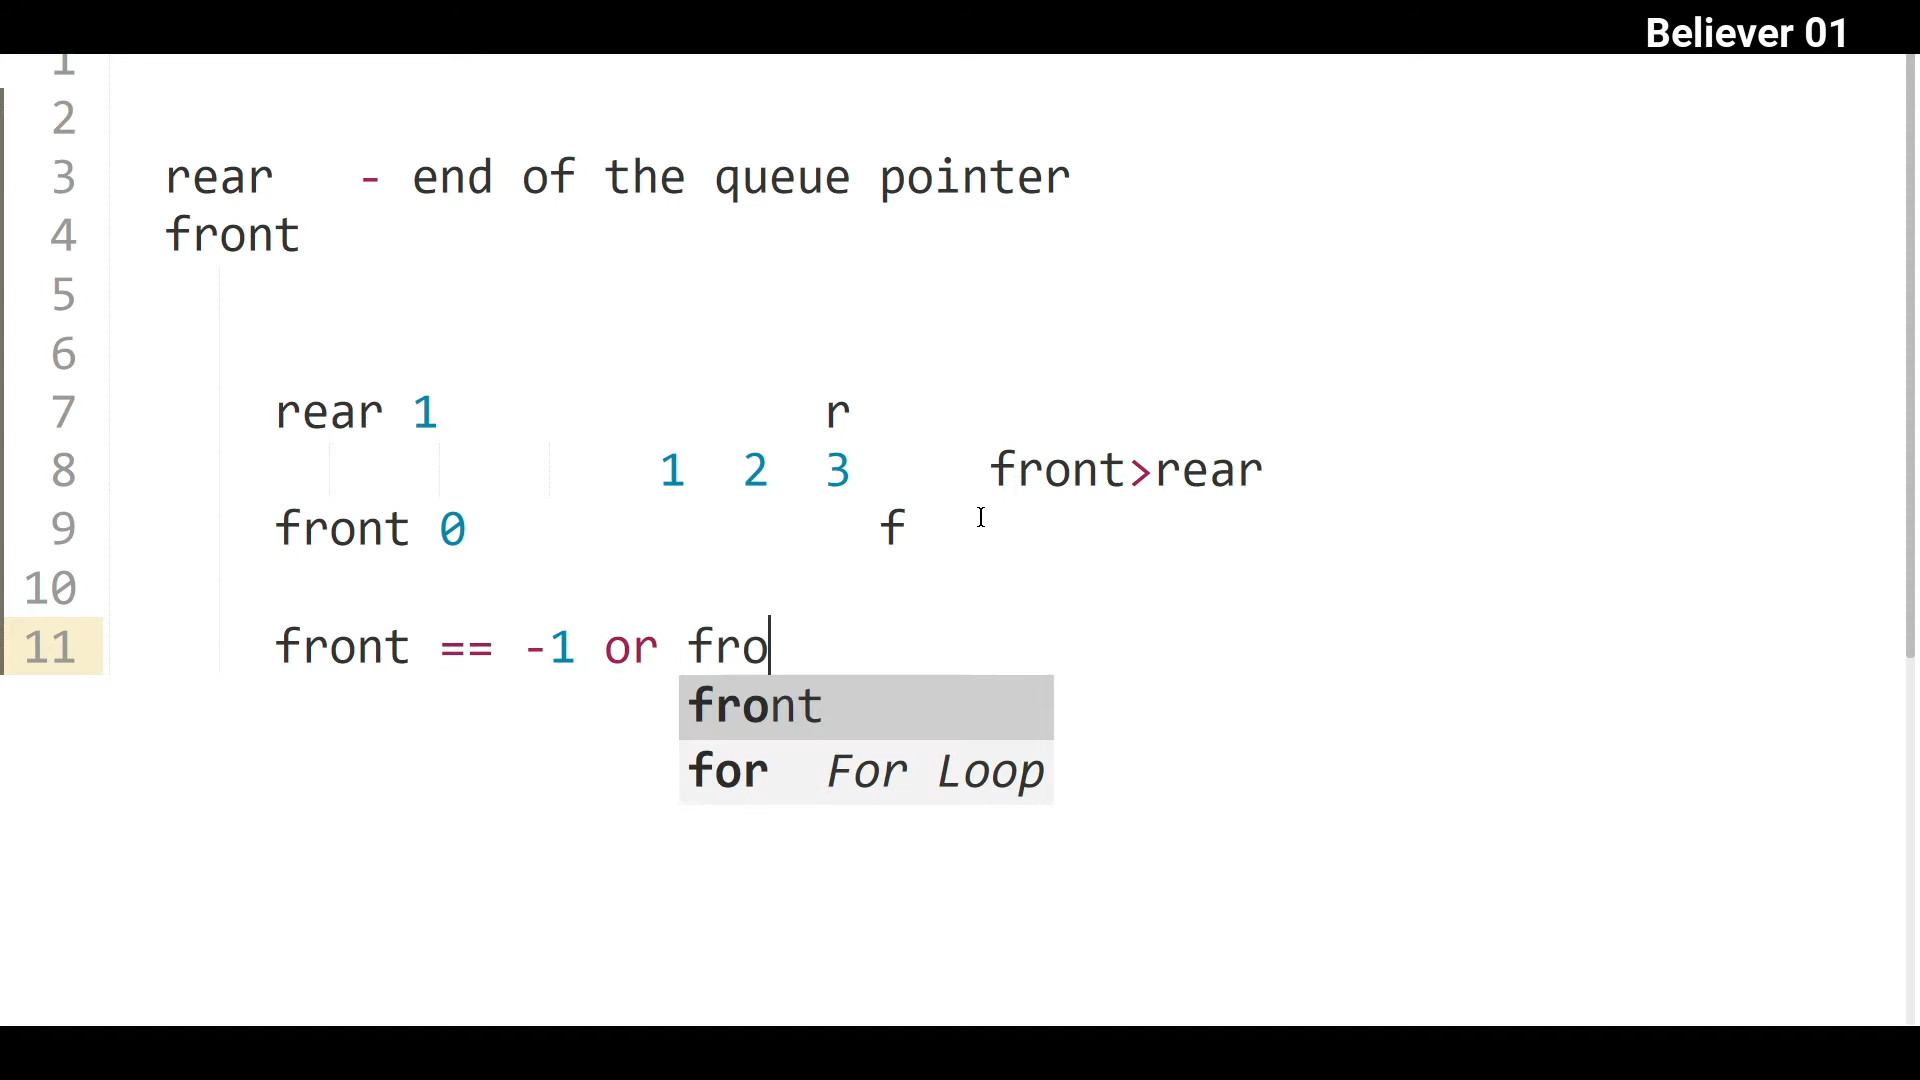 Believer 01
1
2
3 rear - end of the queue pointer
4 front
5
6
7 rear 1 r
8 1 2 3 front>rear
9 front 0 f
10
11 front == -1 or fro
front
for For Loop